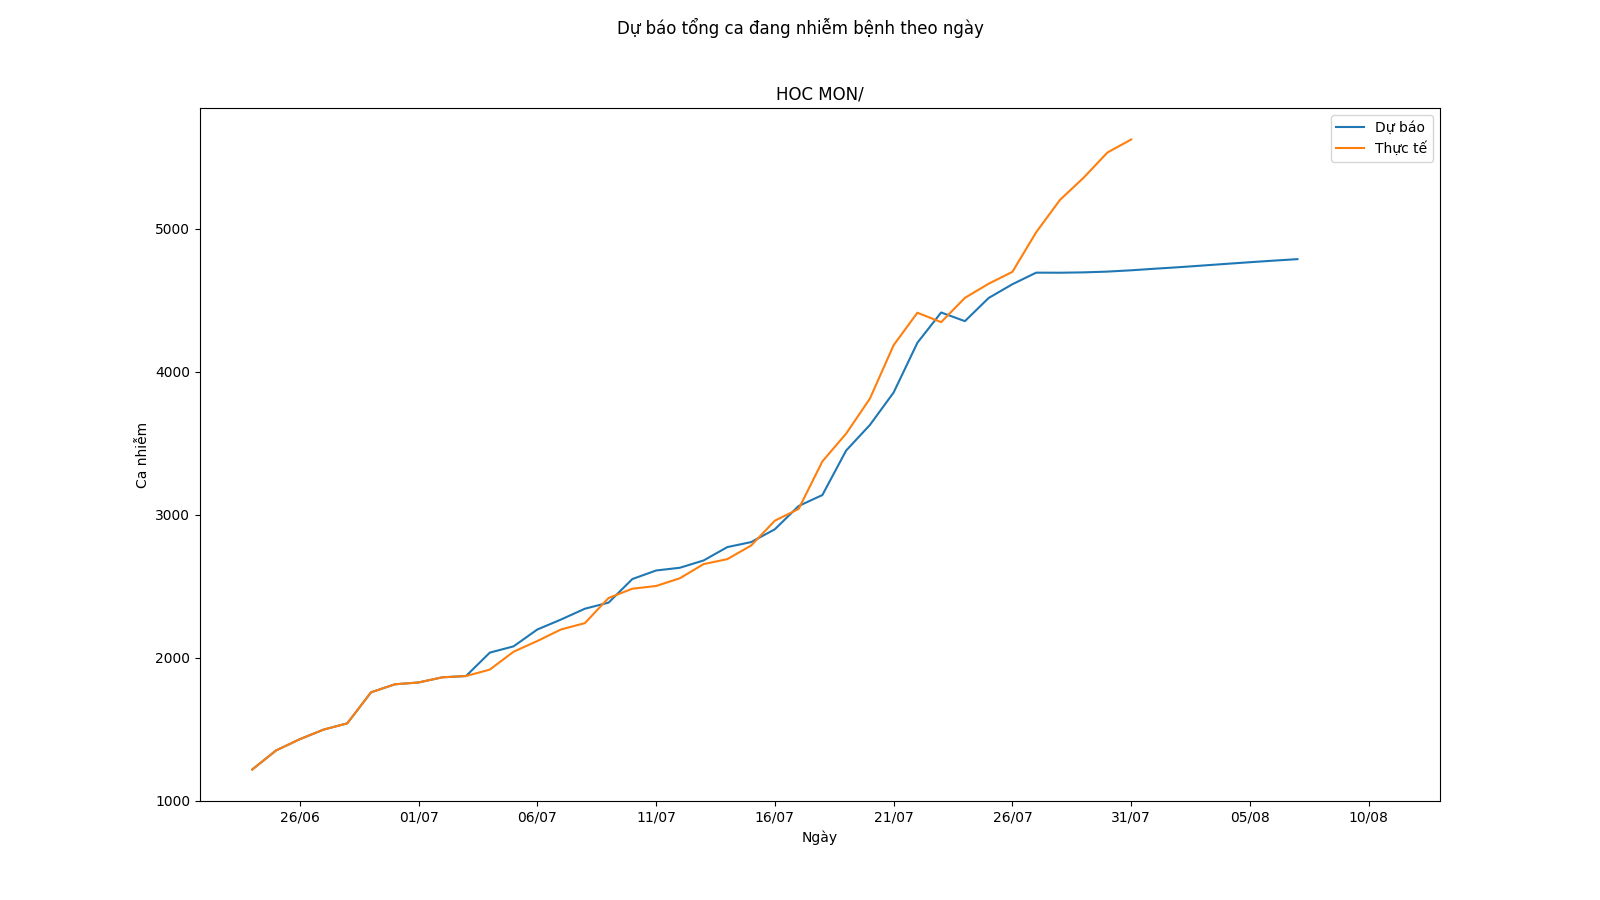 Dự báo tổng ca đang nhiễm bệnh theo ngày
HOC MON/
Dự báo
Thực tế
5000
4000
3000
2000
1000
Ca nhiễm
26/06 01/07 06/07 11/07 16/07 21/07 26/07 31/07 05/08 10/08
Ngày